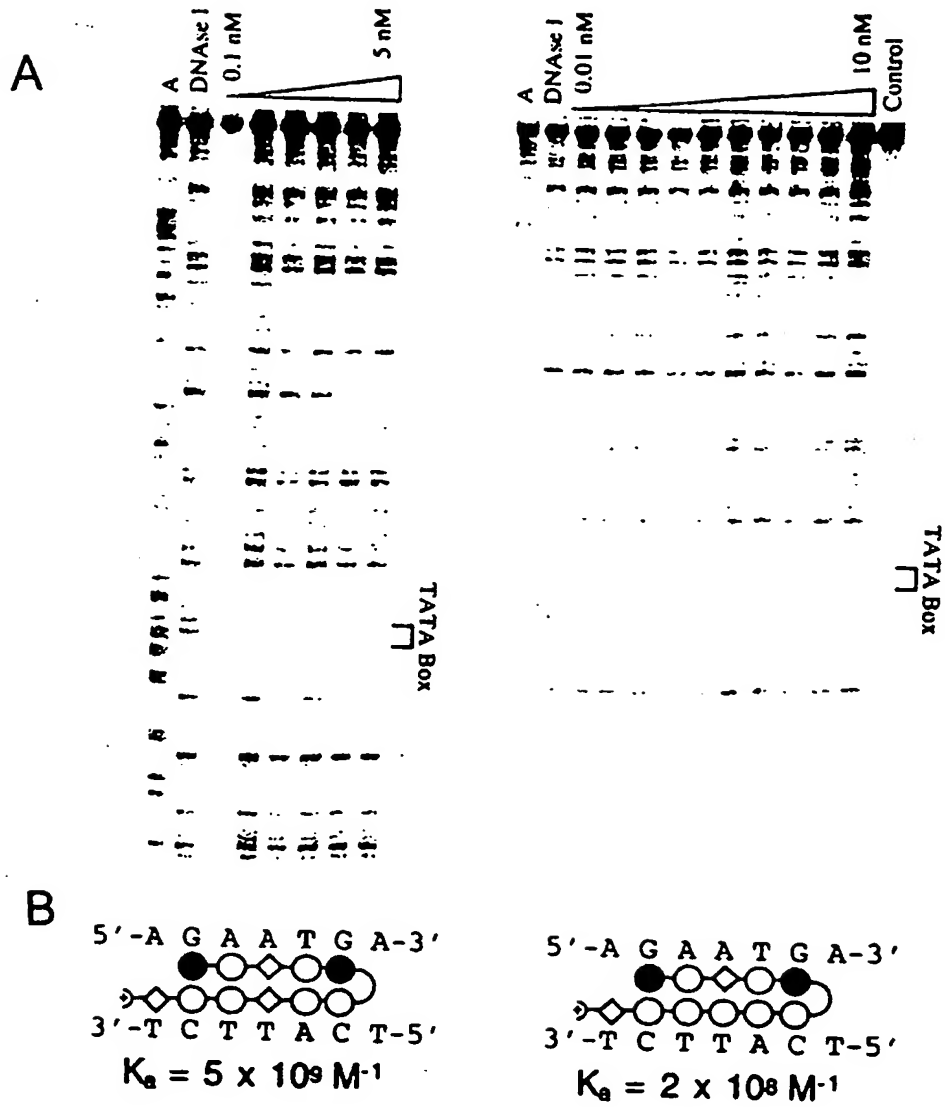 A
A
DNAse I
0.1 nM
5 nM
A
DNAse I
0.01 nM
10 nM
Control
TATA Box
TATA Box
B
5'-A G A A T G A-3'
3'-T C T T A C T-5'
Ka = 5 x 10⁹ M⁻¹
5'-A G A A T G A-3'
3'-T C T T A C T-5'
Ka = 2 x 10⁸ M⁻¹